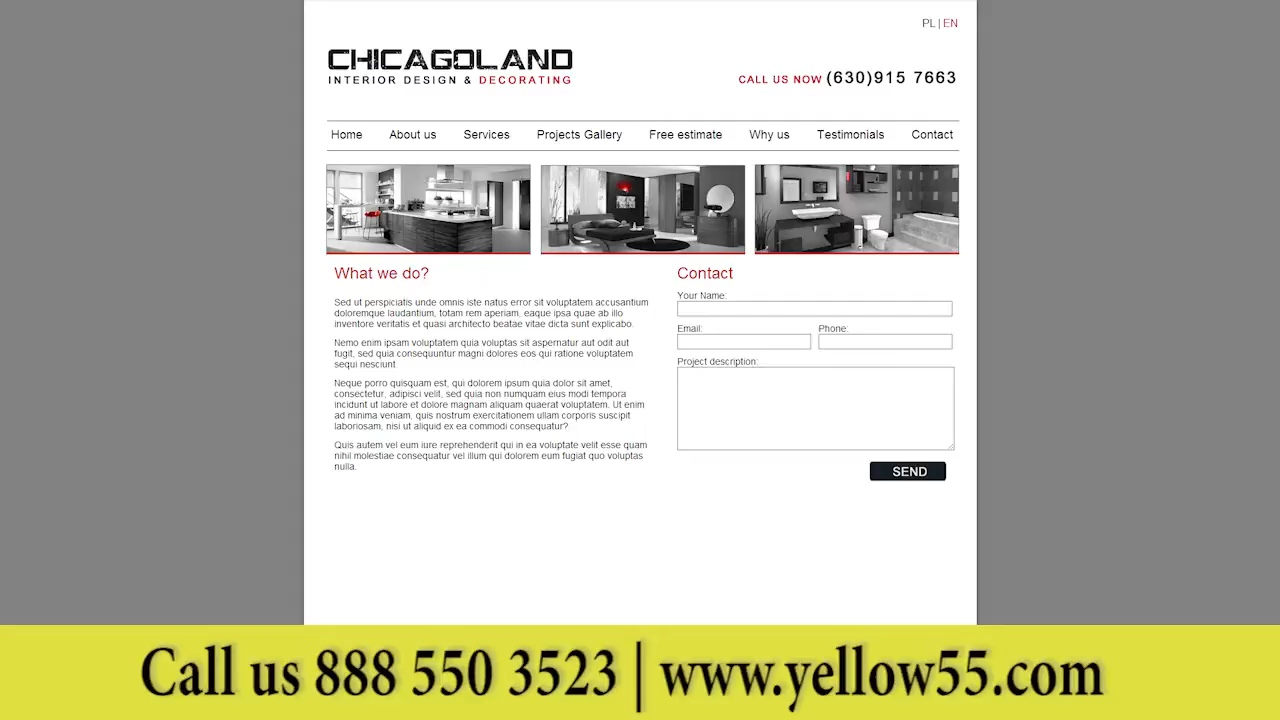 PL | EN
CHICAGOLAND
INTERIOR DESIGN & DECORATING
CALL US NOW (630)915 7663
Home About us Services Projects Gallery Free estimate Why us Testimonials Contact
What we do?
Sed ut perspiciatis unde omnis iste natus error sit voluptatem accusantium
doloremque laudantium, totam rem aperiam, eaque ipsa quae ab illo
inventore veritatis et quasi architecto beatae vitae dicta sunt explicabo.
Nemo enim ipsam voluptatem quia voluptas sit aspernatur aut odit aut
fugit, sed quia consequuntur magni dolores eos qui ratione voluptatem
sequi nesciunt
Neque porro quisquam est, qui dolorem ipsum quia dolor sit amet,
consectetur, adipisci velit, sed quia non numquam eius modi tempora
incidunt ut labore et dolore magnam aliquam quaerat voluptatem. Ut enim
ad minima veniam, quis nostrum exercitationem ullam corporis suscipit
laboriosam, nisi ut aliquid ex ea commodi consequatur?
Quis autem vel eum iure reprehenderit qui in ea voluptate velit esse quam
nihil molestiae consequatur vel illum qui dolorem eum fugiat quo voluptas
nulla.
Contact
Your Name:
Email: Phone:
Project description:
SEND
Call us 888 550 3523 | www.yellow55.com